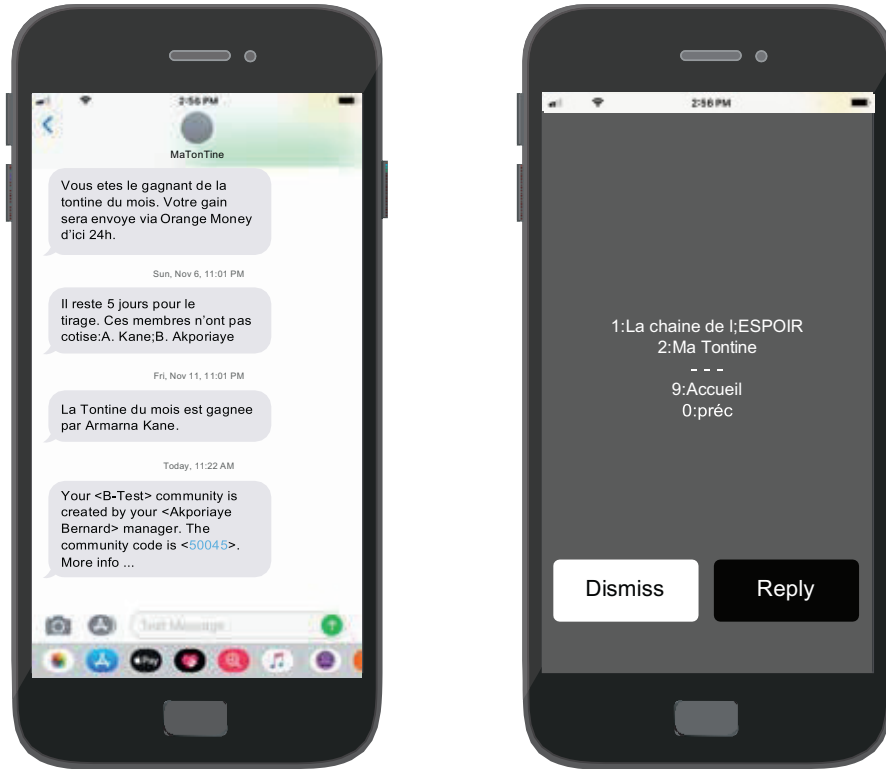 2:56 PM
MaTonTine
Vous etes le gagnant de la
tontine du mois. Votre gain
sera envoye via Orange Money
d'ici 24h.
Sun, Nov 6, 11:01 PM
Il reste 5 jours pour le
tirage. Ces membres n'ont pas
cotise:A. Kane;B. Akporiaye
Fri, Nov 11, 11:01 PM
La Tontine du mois est gagnee
par Armarna Kane.
Today, 11:22 AM
Your <B-Test> community is
created by your <Akporiaye
Bernard> manager. The
community code is <50045>.
More info ...
Text Message
Pay
2:56 PM
1:La chaine de l;ESPOIR
2:Ma Tontine
- - -
9:Accueil
0:préc
Dismiss
Reply